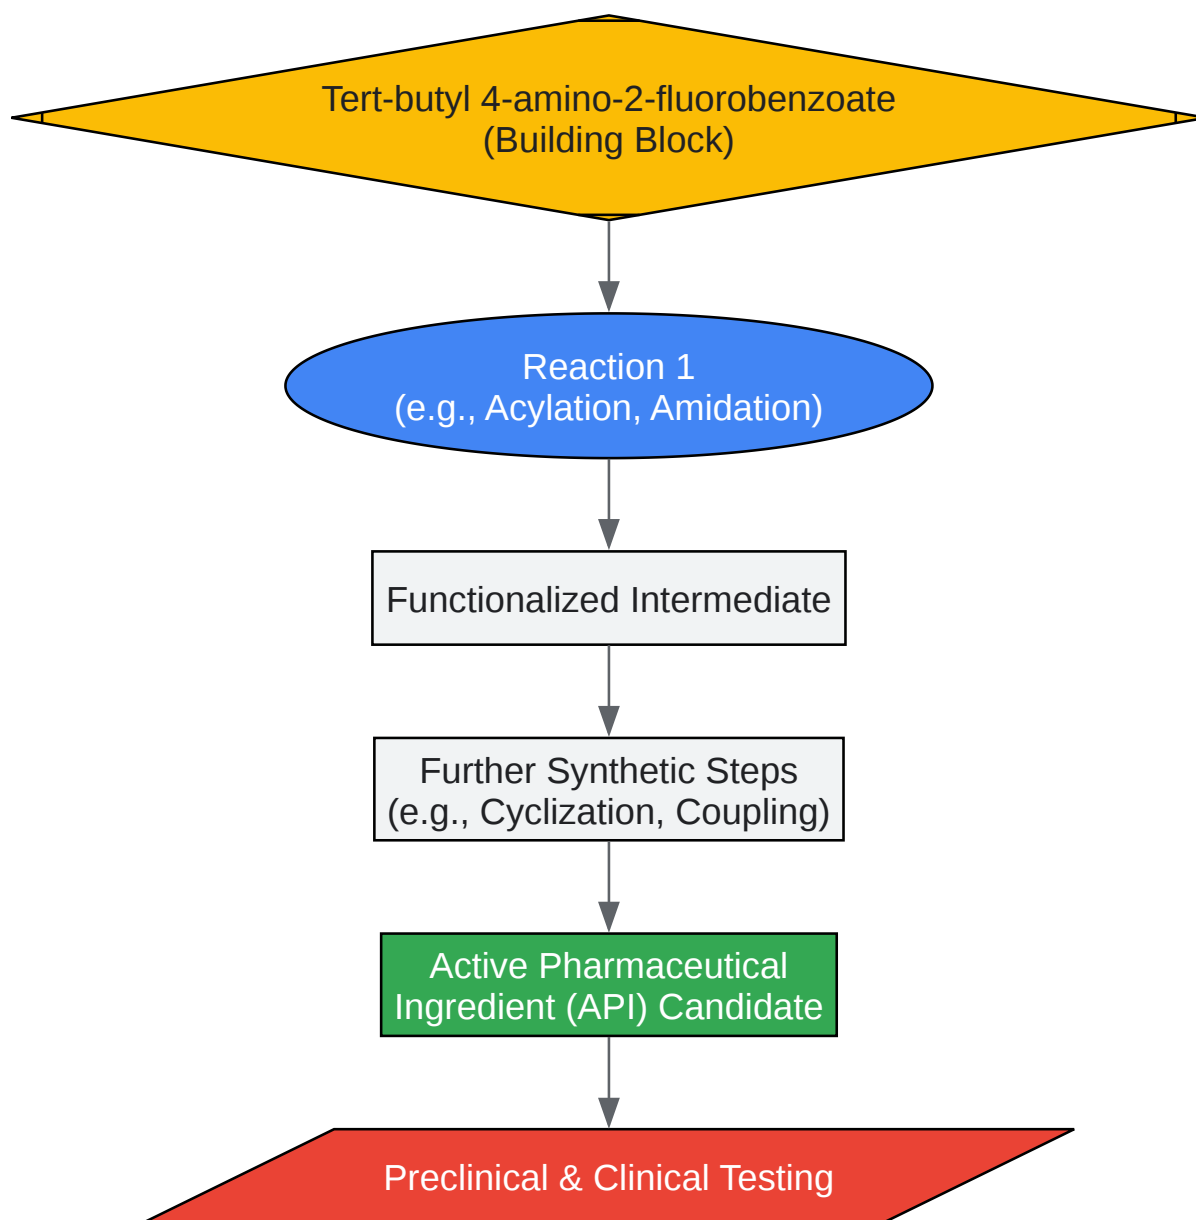 Tert-butyl 4-amino-2-fluorobenzoate
(Building Block)
Reaction 1
(e.g., Acylation, Amidation)
Functionalized Intermediate
Further Synthetic Steps
(e.g., Cyclization, Coupling)
Active Pharmaceutical
Ingredient (API) Candidate
Preclinical & Clinical Testing